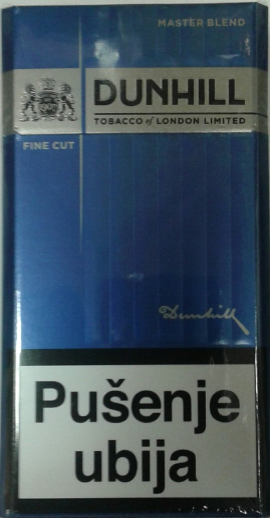 MASTER BLEND
DUNHILL
TOBACCO of LONDON LIMITED
FINE CUT
Dunhill
Pušenje
ubija